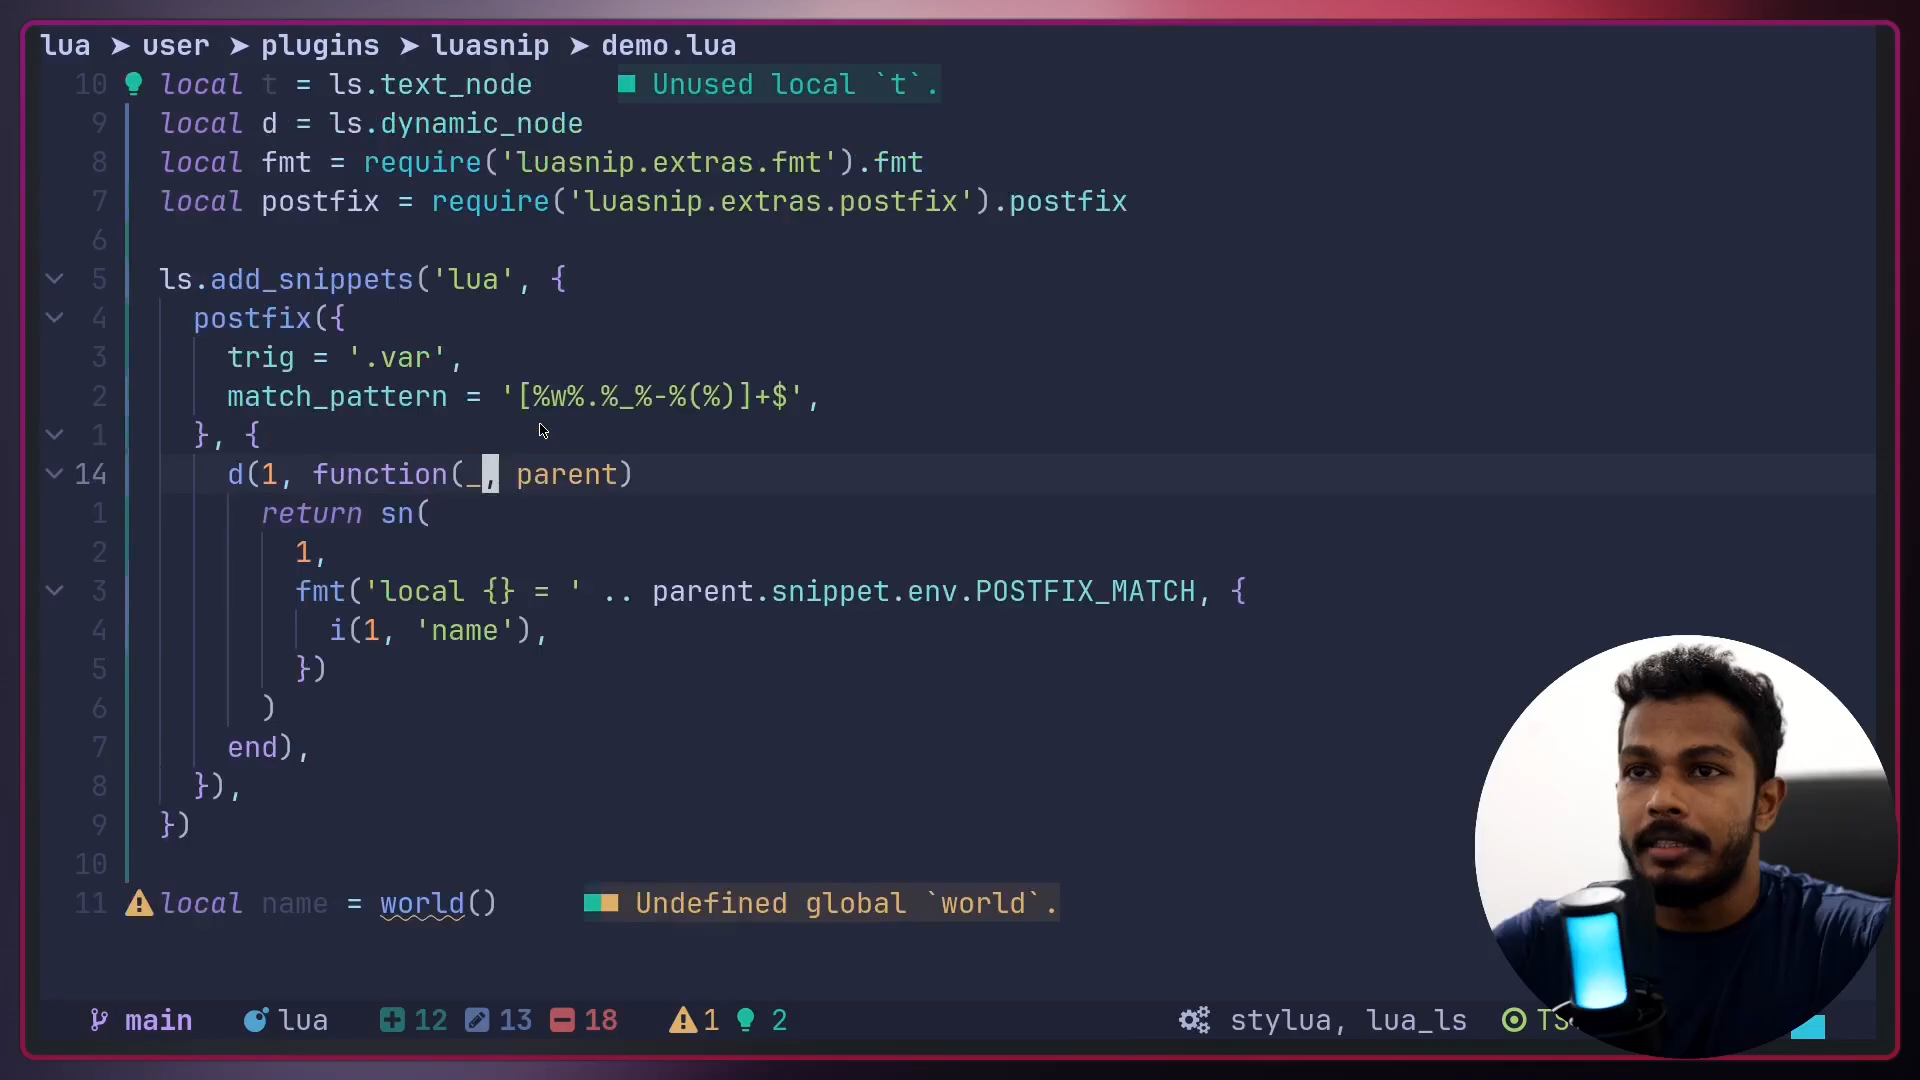 lua ➤ user ➤ plugins ➤ luasnip ➤ demo.lua
10 local t = ls.text_node ■ Unused local `t`.
9 local d = ls.dynamic_node
8 local fmt = require('luasnip.extras.fmt').fmt
7 local postfix = require('luasnip.extras.postfix').postfix
6
5 ls.add_snippets('lua', {
4 postfix({
3 trig = '.var',
2 match_pattern = '[%w%.%_%-%(%)]+$',
1 }, {
14 d(1, function(_, parent)
1 return sn(
2 1,
3 fmt('local {} = ' .. parent.snippet.env.POSTFIX_MATCH, {
4 i(1, 'name'),
5 })
6 )
7 end),
8 }),
9 })
10
11 local name = world() ■■ Undefined global `world`.
main lua 12 13 18 1 2 stylua, lua_ls TS